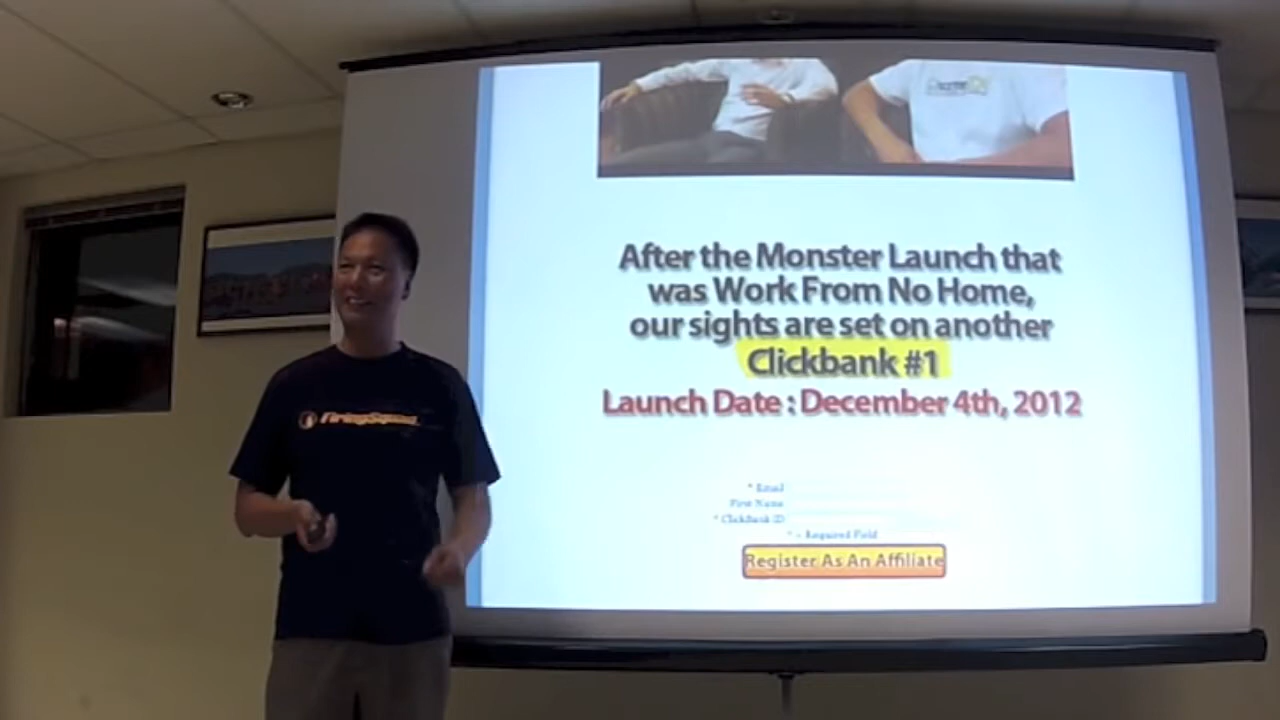 FiringSquad
After the Monster Launch that
was Work From No Home,
our sights are set on another
Clickbank #1
Launch Date : December 4th, 2012
* Email
First Name
* ClickBank ID
* = Required Field
Register As An Affiliate